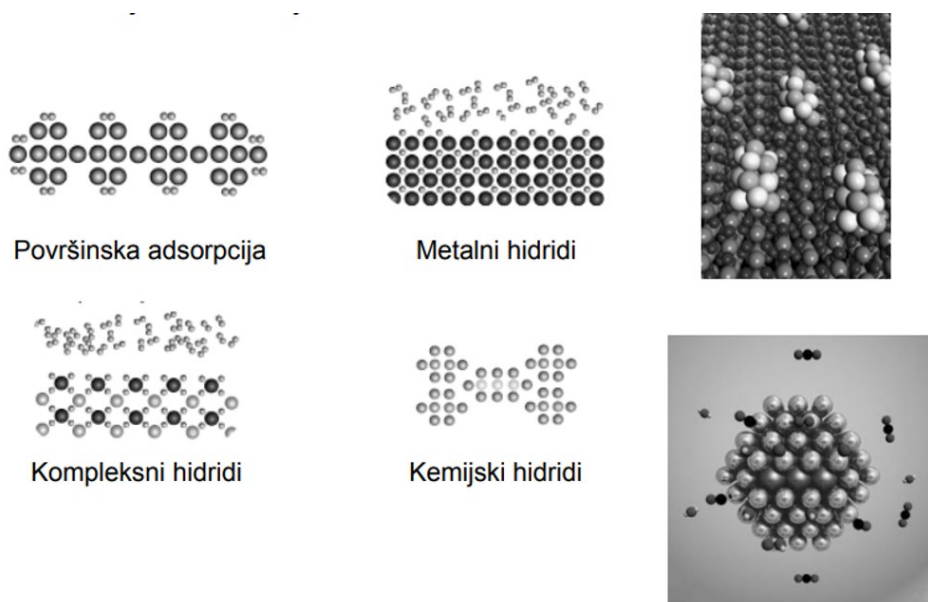 Površinska adsorpcija
Metalni hidridi
Kompleksni hidridi
Kemijski hidridi